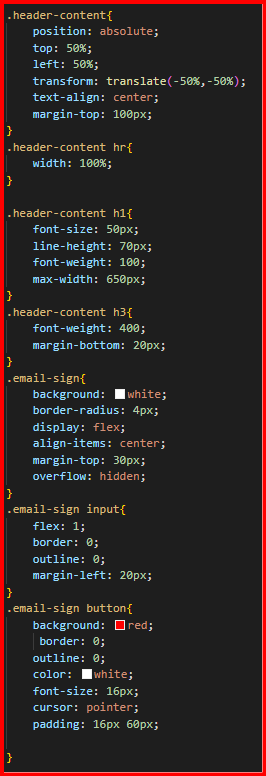 .header-content{
position: absolute;
top: 50%;
left: 50%;
transform: translate(-50%,-50%);
text-align: center;
margin-top: 100px;
}
.header-content hr{
width: 100%;
}
.header-content h1{
font-size: 50px;
line-height: 70px;
font-weight: 100;
max-width: 650px;
}
.header-content h3{
font-weight: 400;
margin-bottom: 20px;
}
.email-sign{
background: white;
border-radius: 4px;
display: flex;
align-items: center;
margin-top: 30px;
overflow: hidden;
}
.email-sign input{
flex: 1;
border: 0;
outline: 0;
margin-left: 20px;
}
.email-sign button{
background: red;
border: 0;
outline: 0;
color: white;
font-size: 16px;
cursor: pointer;
padding: 16px 60px;
}